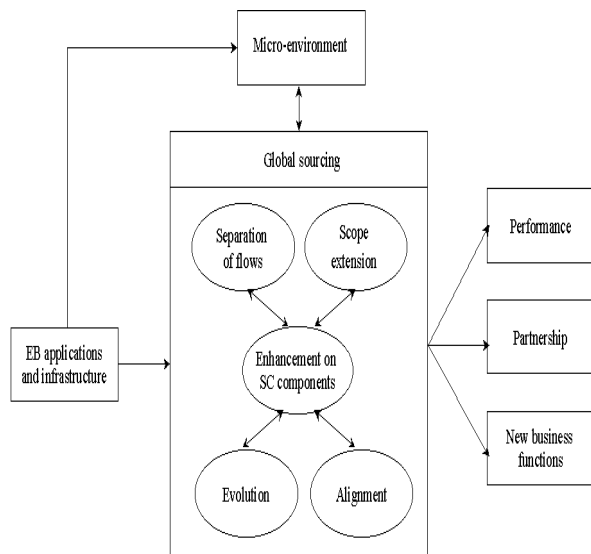 Micro-environment
Global sourcing
Separation
of flows
Scope
extension
Performance
EB applications
and infrastructure
Enhancement on
SC components
Partnership
Evolution
Alignment
New business
functions